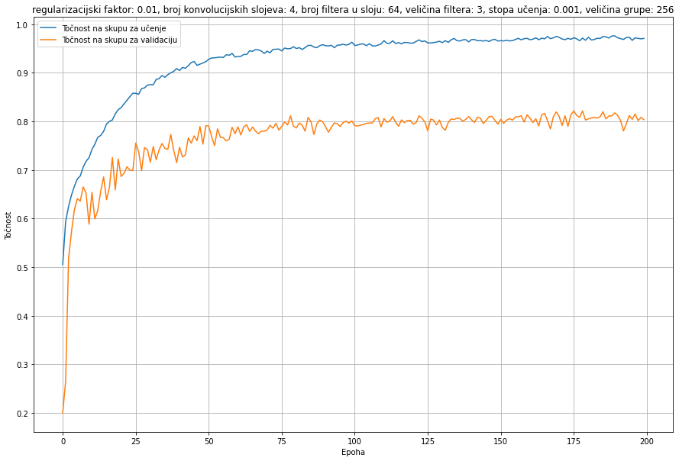 regularizacijski faktor: 0.01, broj konvolucijskih slojeva: 4, broj filtera u sloju: 64, veličina filtera: 3, stopa učenja: 0.001, veličina grupe: 256
Točnost na skupu za učenje
Točnost na skupu za validaciju
1.0
0.9
0.8
0.7
0.6
0.5
0.4
0.3
0.2
Točnost
0 25 50 75 100 125 150 175 200
Epoha